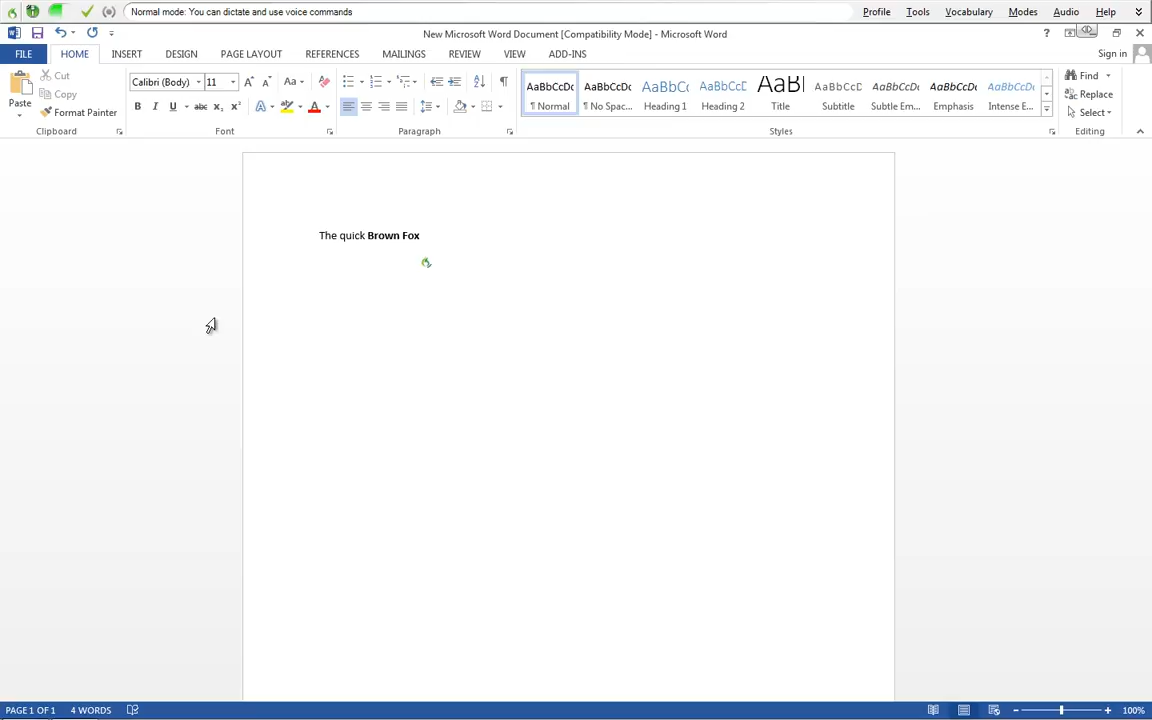 Normal mode: You can dictate and use voice commands
Profile Tools Vocabulary Modes Audio Help
New Microsoft Word Document [Compatibility Mode] - Microsoft Word
FILE HOME INSERT DESIGN PAGE LAYOUT REFERENCES MAILINGS REVIEW VIEW ADD-INS Sign in
Paste
Cut
Copy
Format Painter
Clipboard
Calibri (Body) 11
Font
Paragraph
AaBbCcDc AaBbCcDc AaBbCc AaBbCcD AaBl AaBbCcD AaBbCcDc AaBbCcDc AaBbCcDc
¶ Normal ¶ No Spac... Heading 1 Heading 2 Title Subtitle Subtle Em... Emphasis Intense E...
Styles
Find
Replace
Select
Editing
The quick Brown Fox
PAGE 1 OF 1 4 WORDS 100%